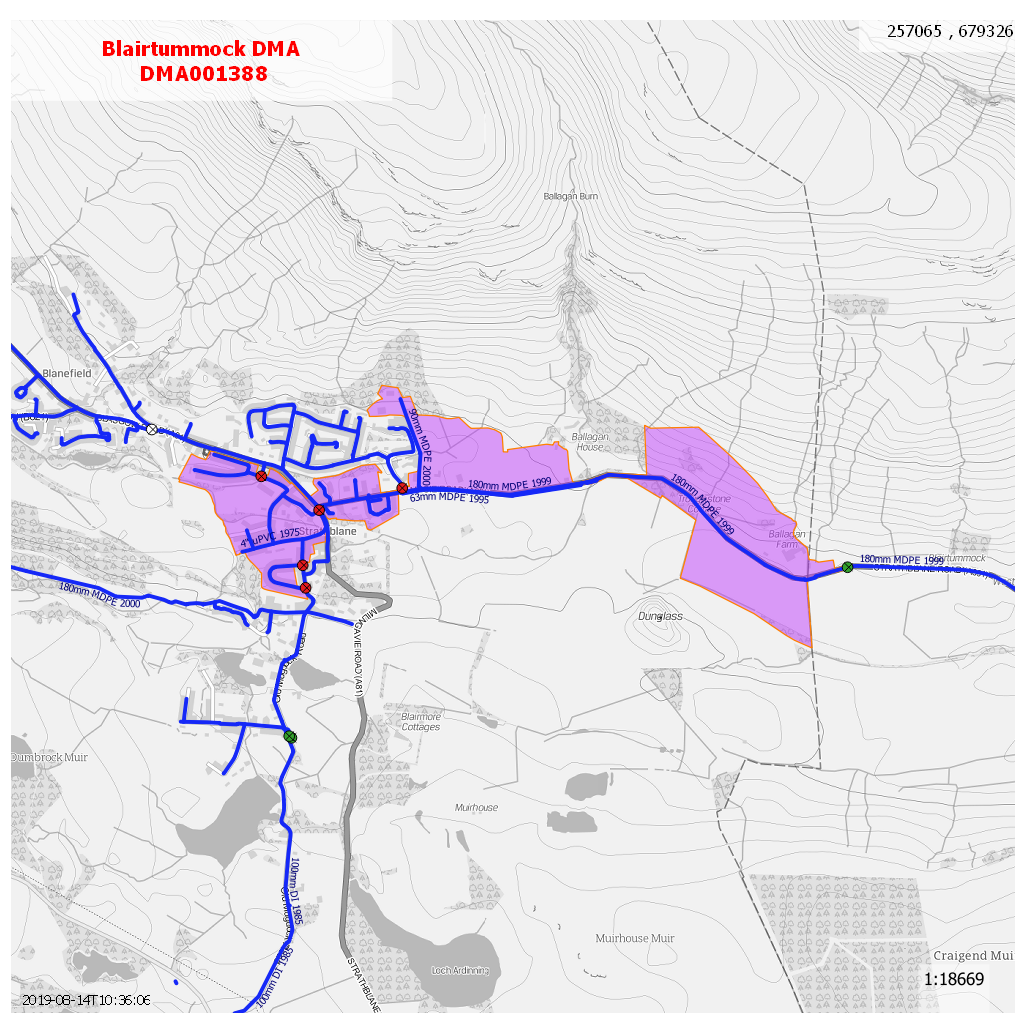 Blairtummock DMA
DMA001388
257065 , 679326
Ballagan Burn
Blanefield
90mm MDPE 2000
Ballagan
House
180mm MDPE 1999
63mm MDPE 1995
180mm MDPE 1999
Strathblane
4" uPVC 1975
Ballagan
Farm
180mm MDPE 1999
180mm MDPE 2000
Dunglass
MILNGAVIE ROAD (A81)
Blairmore
Cottages
Dumbrock Muir
Muirhouse
100mm DI 1985
100mm DI 1985
Muirhouse Muir
Craigend Mui
Loch Ardinning
STRATHBLANE
1:18669
2019-08-14T10:36:06